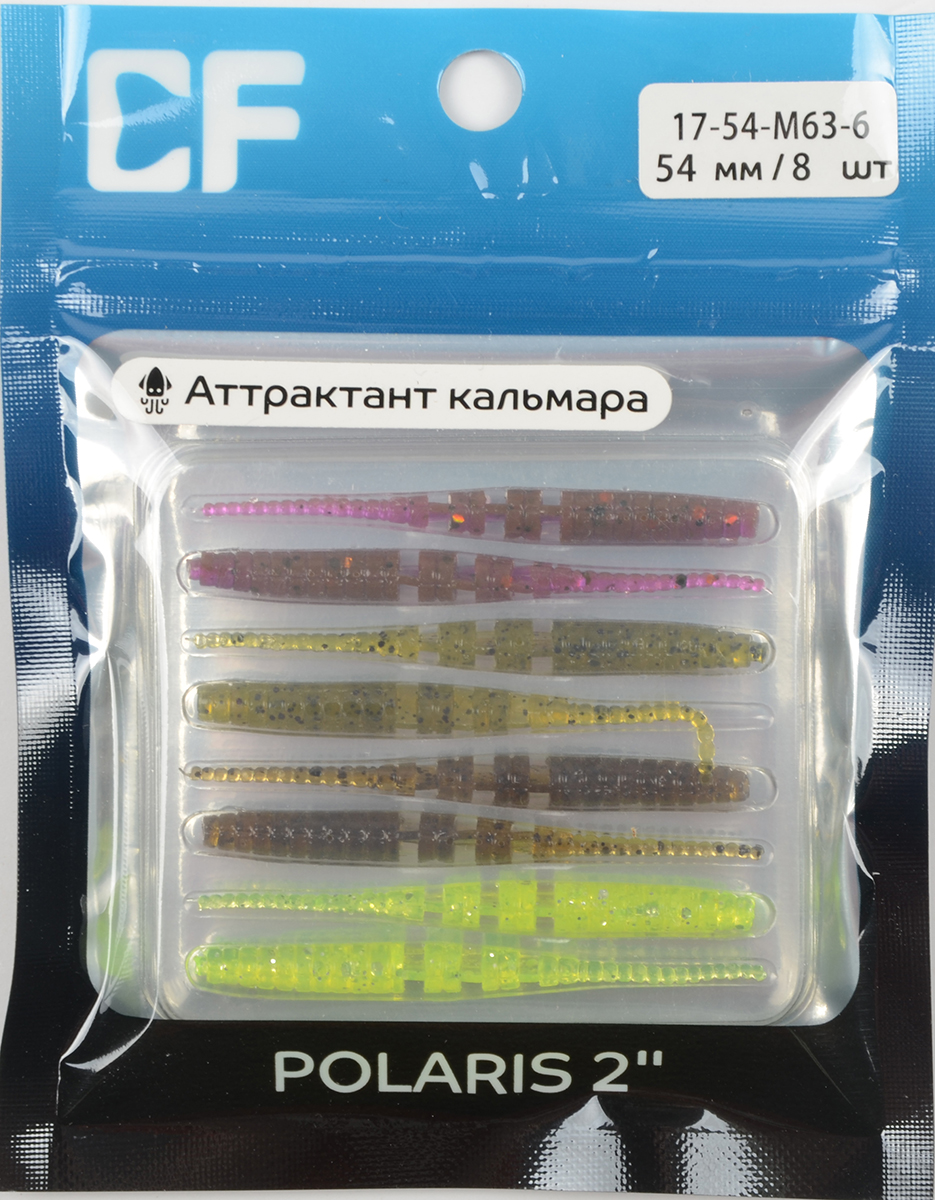 CF
17-54-M63-6
54 мм / 8 шт
Аттрактант кальмара
POLARIS 2"